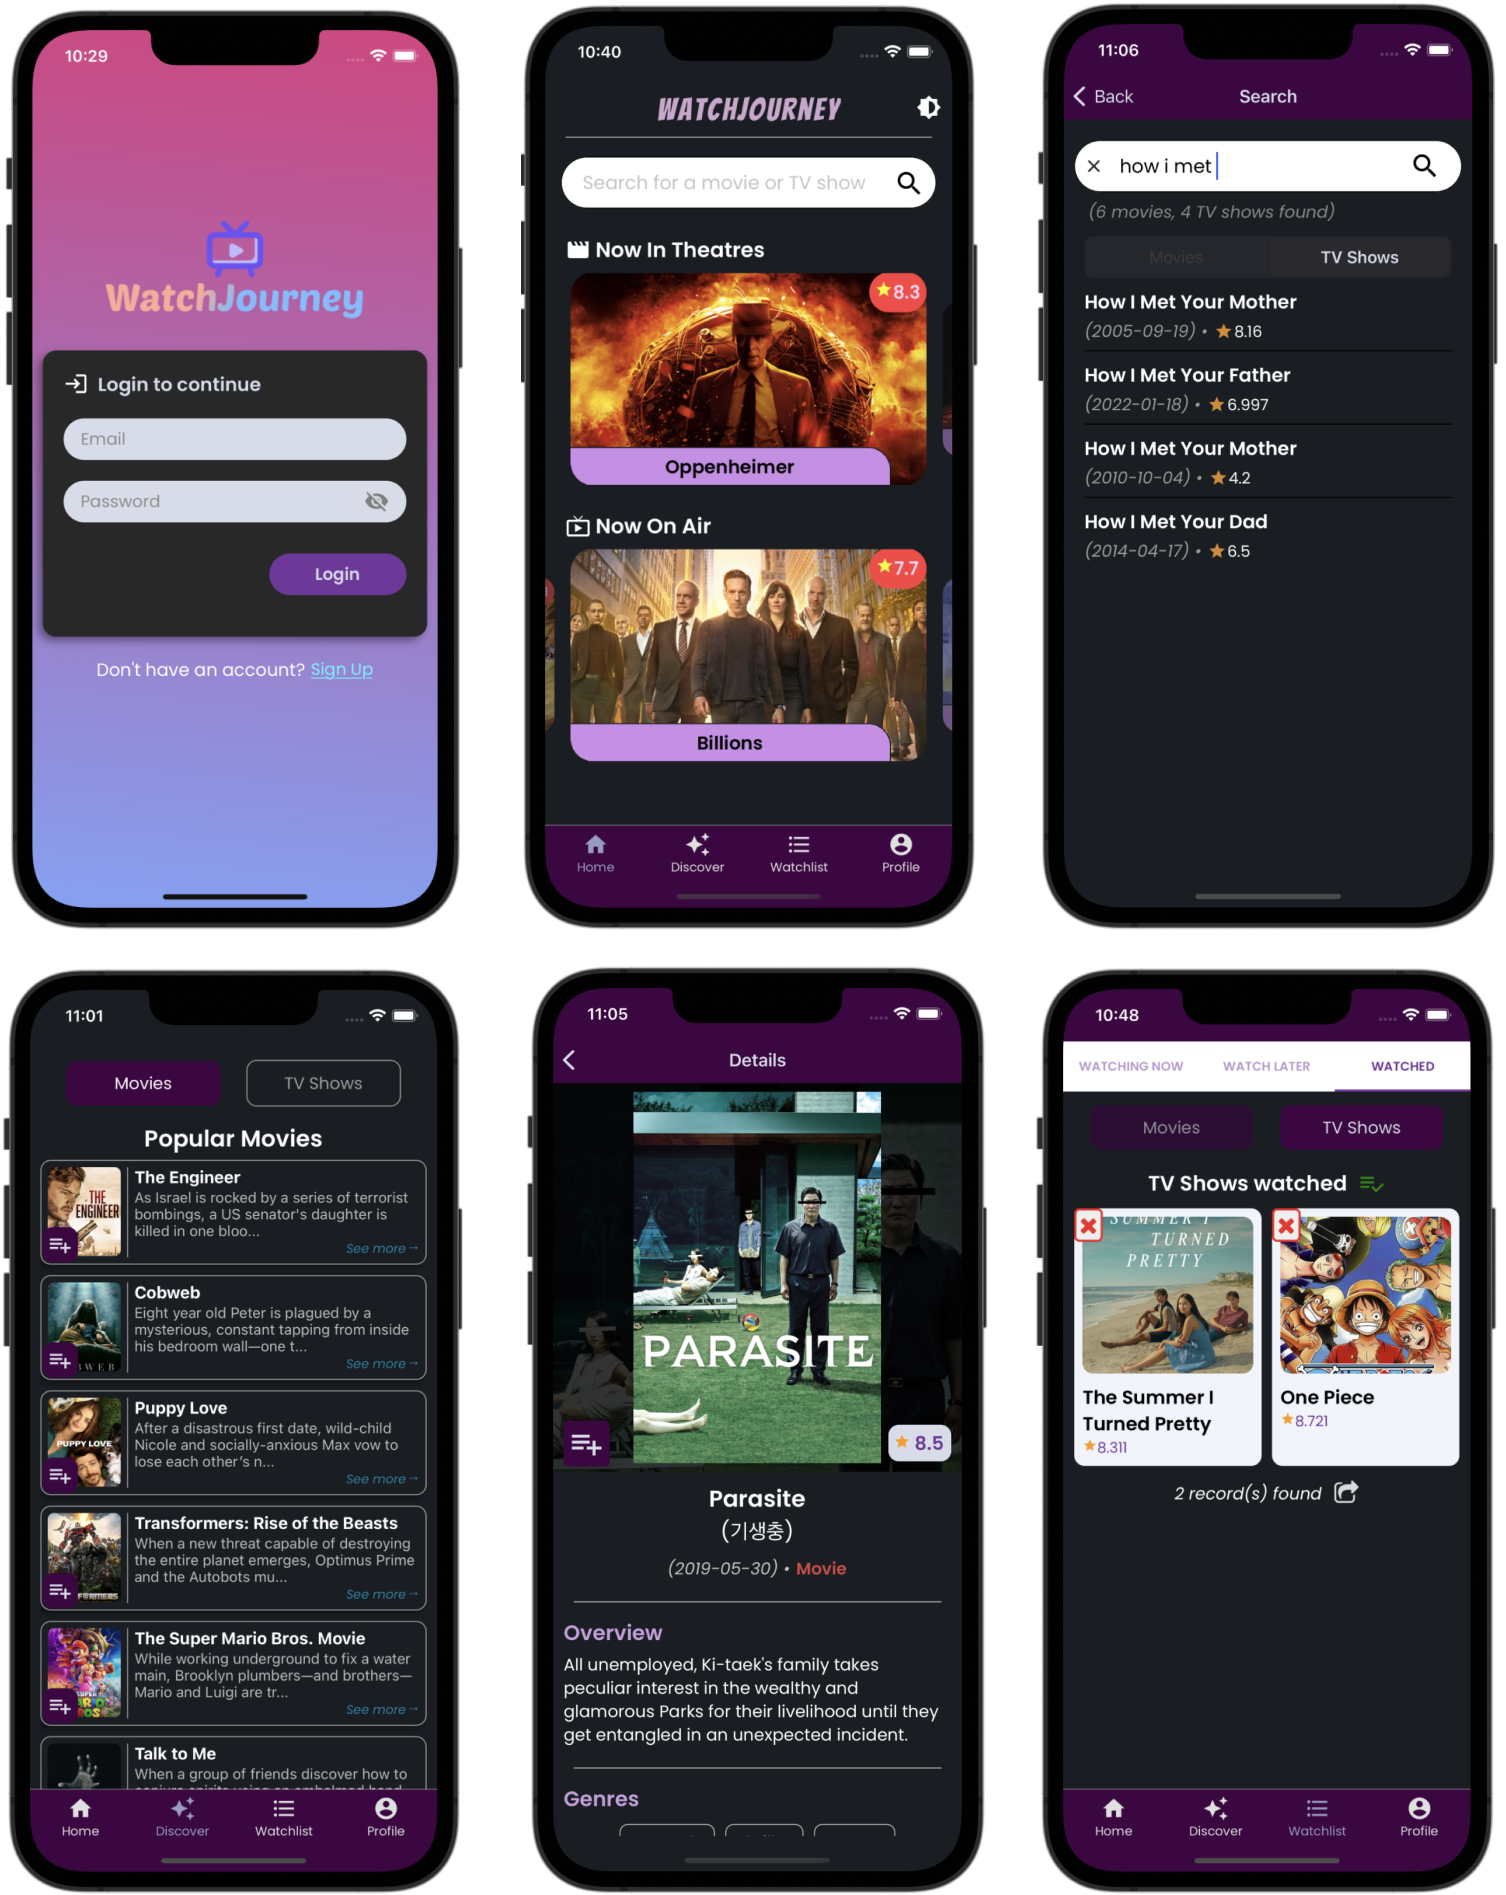 10:29
WatchJourney
Login to continue
Email
Password
Login
Don't have an account? Sign Up
10:40
WATCHJOURNEY
Search for a movie or TV show
Now In Theatres
8.3
Oppenheimer
Now On Air
7.7
Billions
Home
Discover
Watchlist
Profile
11:06
Back
Search
how i met
(6 movies, 4 TV shows found)
Movies
TV Shows
How I Met Your Mother
(2005-09-19) • 8.16
How I Met Your Father
(2022-01-18) • 6.997
How I Met Your Mother
(2010-10-04) • 4.2
How I Met Your Dad
(2014-04-17) • 6.5
11:01
Movies
TV Shows
Popular Movies
THE
ENGINEER
The Engineer
As Israel is rocked by a series of terrorist
bombings, a US senator's daughter is
killed in one bloo...
See more →
Cobweb
Eight year old Peter is plagued by a
mysterious, constant tapping from inside
his bedroom wall—one t...
See more →
PUPPY LOVE
Puppy Love
After a disastrous first date, wild-child
Nicole and socially-anxious Max vow to
lose each other's n...
See more →
Transformers: Rise of the Beasts
When a new threat capable of destroying
the entire planet emerges, Optimus Prime
and the Autobots mu...
See more →
SUPER
The Super Mario Bros. Movie
While working underground to fix a water
main, Brooklyn plumbers—and brothers—
Mario and Luigi are tr...
See more →
Talk to Me
When a group of friends discover how to
Home
Discover
Watchlist
Profile
11:05
Details
PARASITE
8.5
Parasite
(기생충)
(2019-05-30) • Movie
Overview
All unemployed, Ki-taek's family takes
peculiar interest in the wealthy and
glamorous Parks for their livelihood until they
get entangled in an unexpected incident.
Genres
10:48
WATCHING NOW
WATCH LATER
WATCHED
Movies
TV Shows
TV Shows watched
SUMMER I
TURNED
PRETTY
The Summer I
Turned Pretty
8.311
One Piece
8.721
2 record(s) found
Home
Discover
Watchlist
Profile